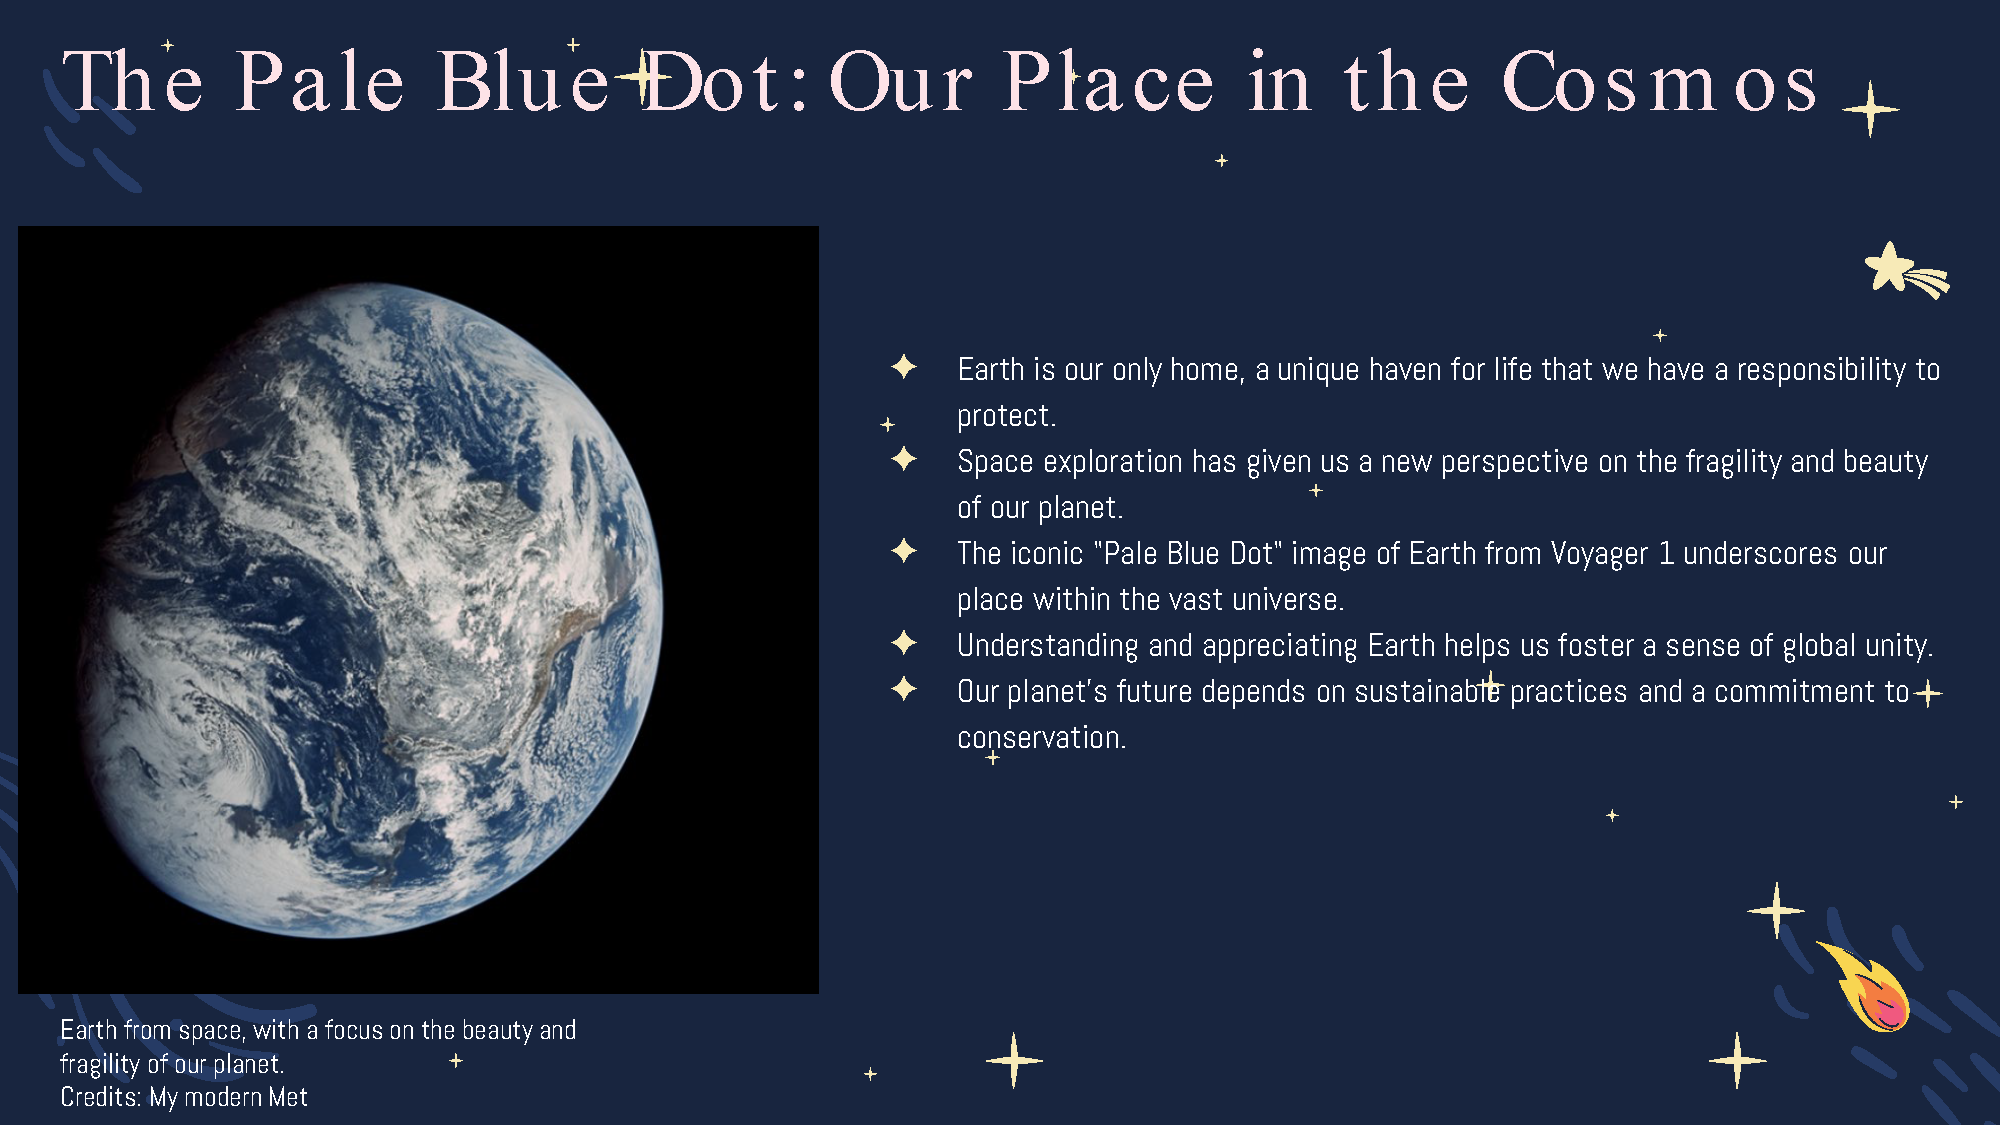 The Pale Blue Dot: Our Place in the Cosmos
Earth is our only home, a unique haven for life that we have a responsibility to
protect.
Space exploration has given us a new perspective on the fragility and beauty
of our planet.
The iconic "Pale Blue Dot" image of Earth from Voyager 1 underscores our
place within the vast universe.
Understanding and appreciating Earth helps us foster a sense of global unity.
Our planet's future depends on sustainable practices and a commitment to
conservation.
Earth from space, with a focus on the beauty and
fragility of our planet.
Credits: My modern Met